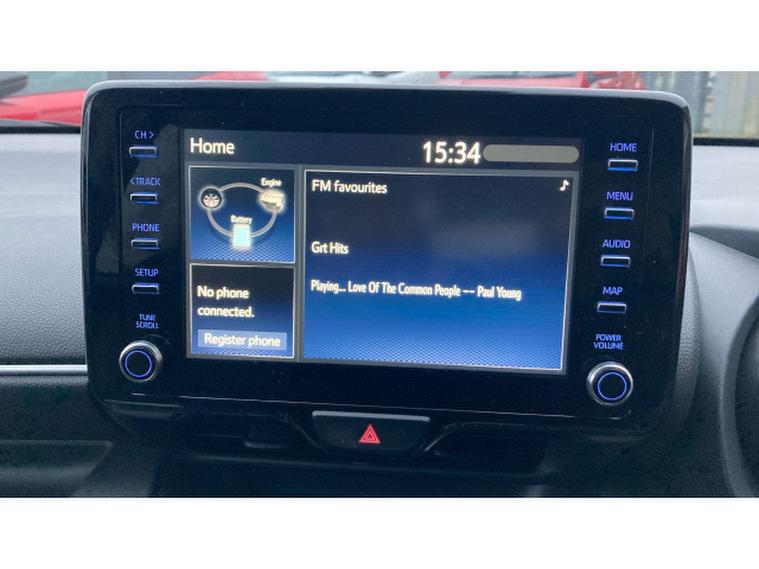 CH >
< TRACK
PHONE
SETUP
TUNE
SCROLL
Home
15:34
Engine
Battery
No phone
connected.
Register phone
FM favourites
Grt Hits
Playing... Love Of The Common People -- Paul Young
HOME
MENU
AUDIO
MAP
POWER
VOLUME